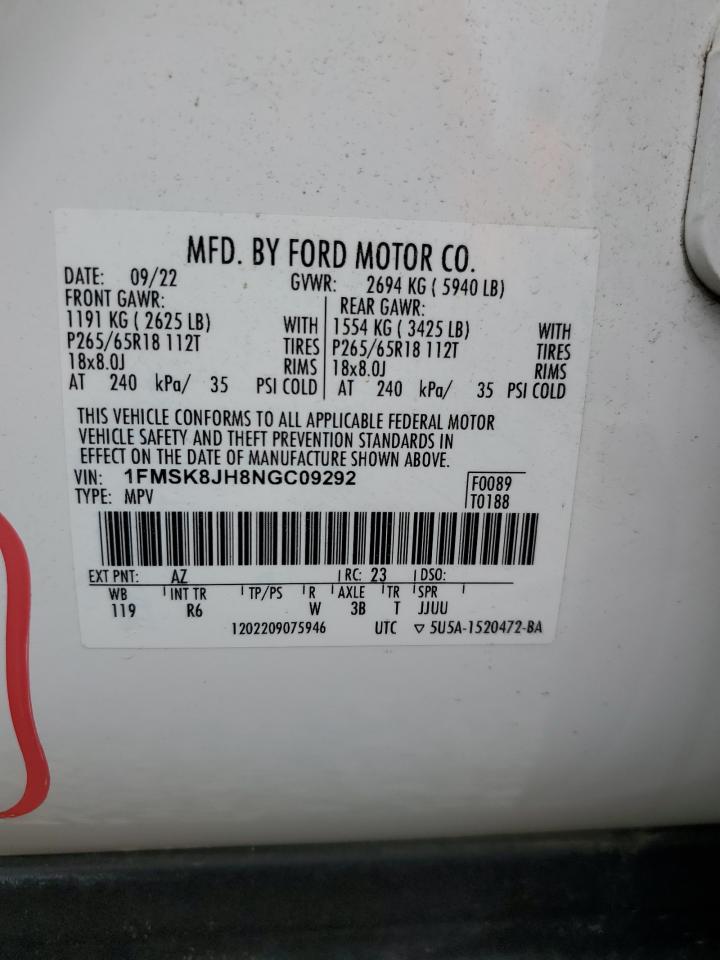 MFD. BY FORD MOTOR CO.
DATE: 09/22 GVWR: 2694 KG ( 5940 LB)
FRONT GAWR: REAR GAWR:
1191 KG ( 2625 LB) WITH 1554 KG ( 3425 LB) WITH
P265/65R18 112T TIRES P265/65R18 112T TIRES
18x8.0J RIMS 18x8.0J RIMS
AT 240 kPa/ 35 PSI COLD AT 240 kPa/ 35 PSI COLD
THIS VEHICLE CONFORMS TO ALL APPLICABLE FEDERAL MOTOR
VEHICLE SAFETY AND THEFT PREVENTION STANDARDS IN
EFFECT ON THE DATE OF MANUFACTURE SHOWN ABOVE.
VIN: 1FMSK8JH8NGC09292 F0089
TYPE: MPV T0188
EXT PNT: AZ RC: 23 DSO:
WB INT TR TP/PS R AXLE TR SPR
119 R6 W 3B T JJUU
1202209075946 UTC ▽ 5U5A-1520472-BA